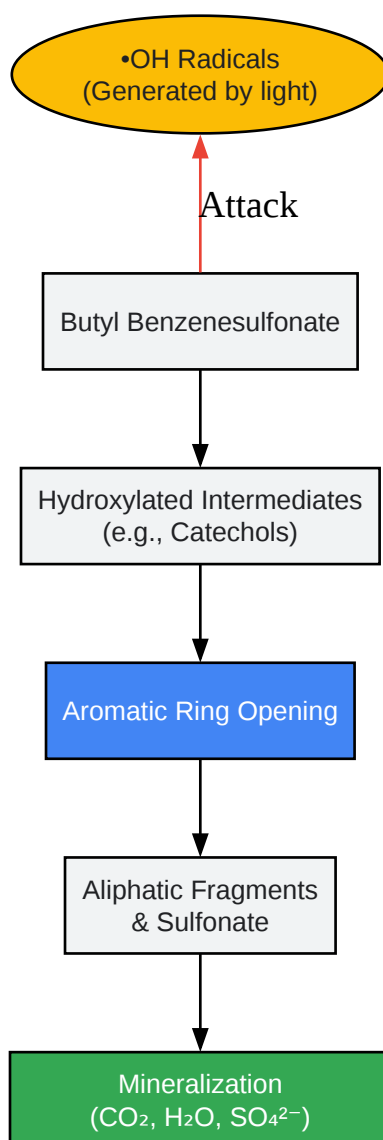 •OH Radicals
(Generated by light)
Attack
Butyl Benzenesulfonate
Hydroxylated Intermediates
(e.g., Catechols)
Aromatic Ring Opening
Aliphatic Fragments
& Sulfonate
Mineralization
(CO₂, H₂O, SO₄²⁻)